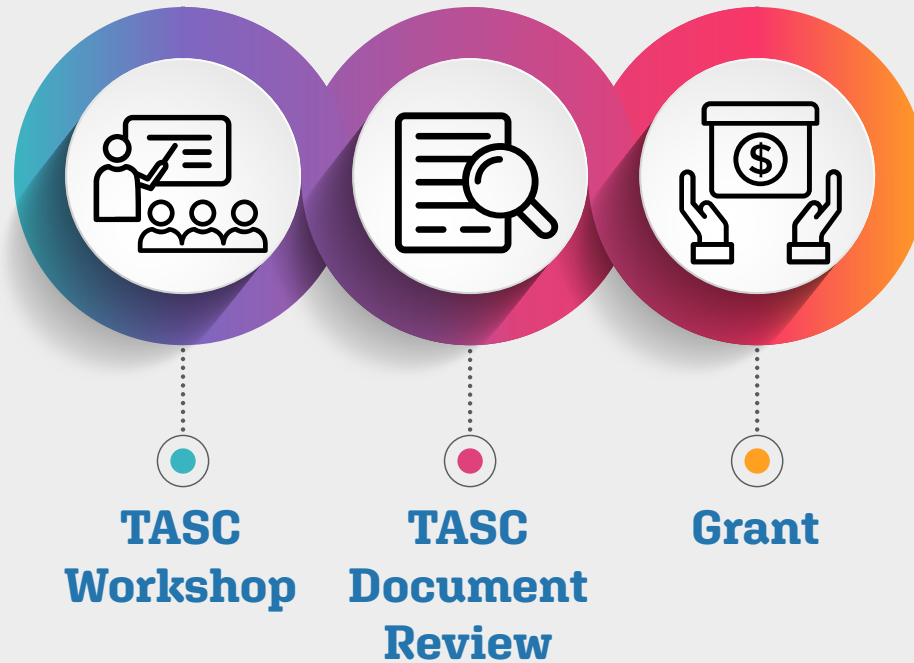 $
TASC
Workshop
TASC
Document
Review
Grant